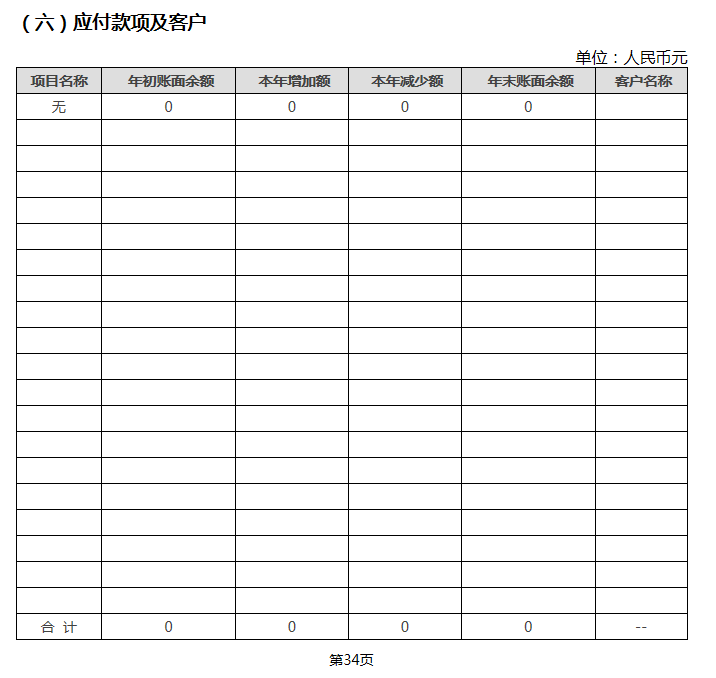 （六）应付款项及客户
单位：人民币元
项目名称 年初账面余额 本年增加额 本年减少额 年末账面余额 客户名称
无 0 0 0 0
合 计 0 0 0 0 --
第34页